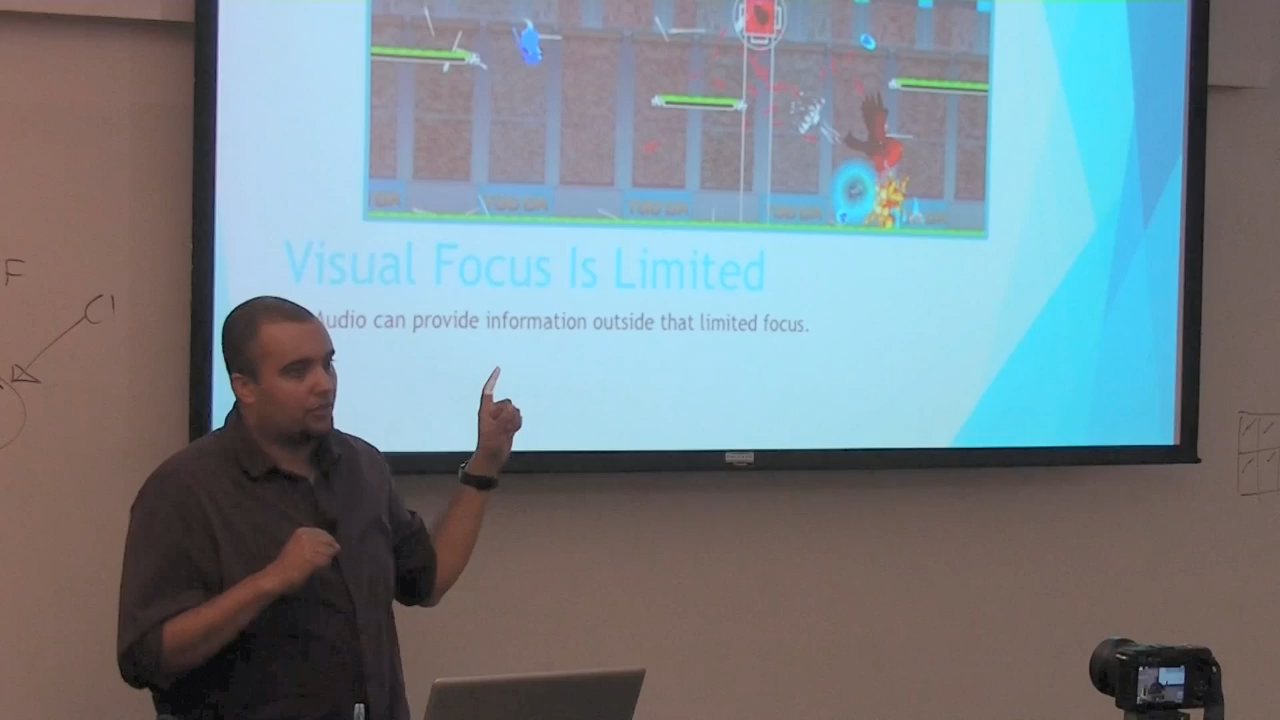 F
Visual Focus Is Limited
Audio can provide information outside that limited focus.